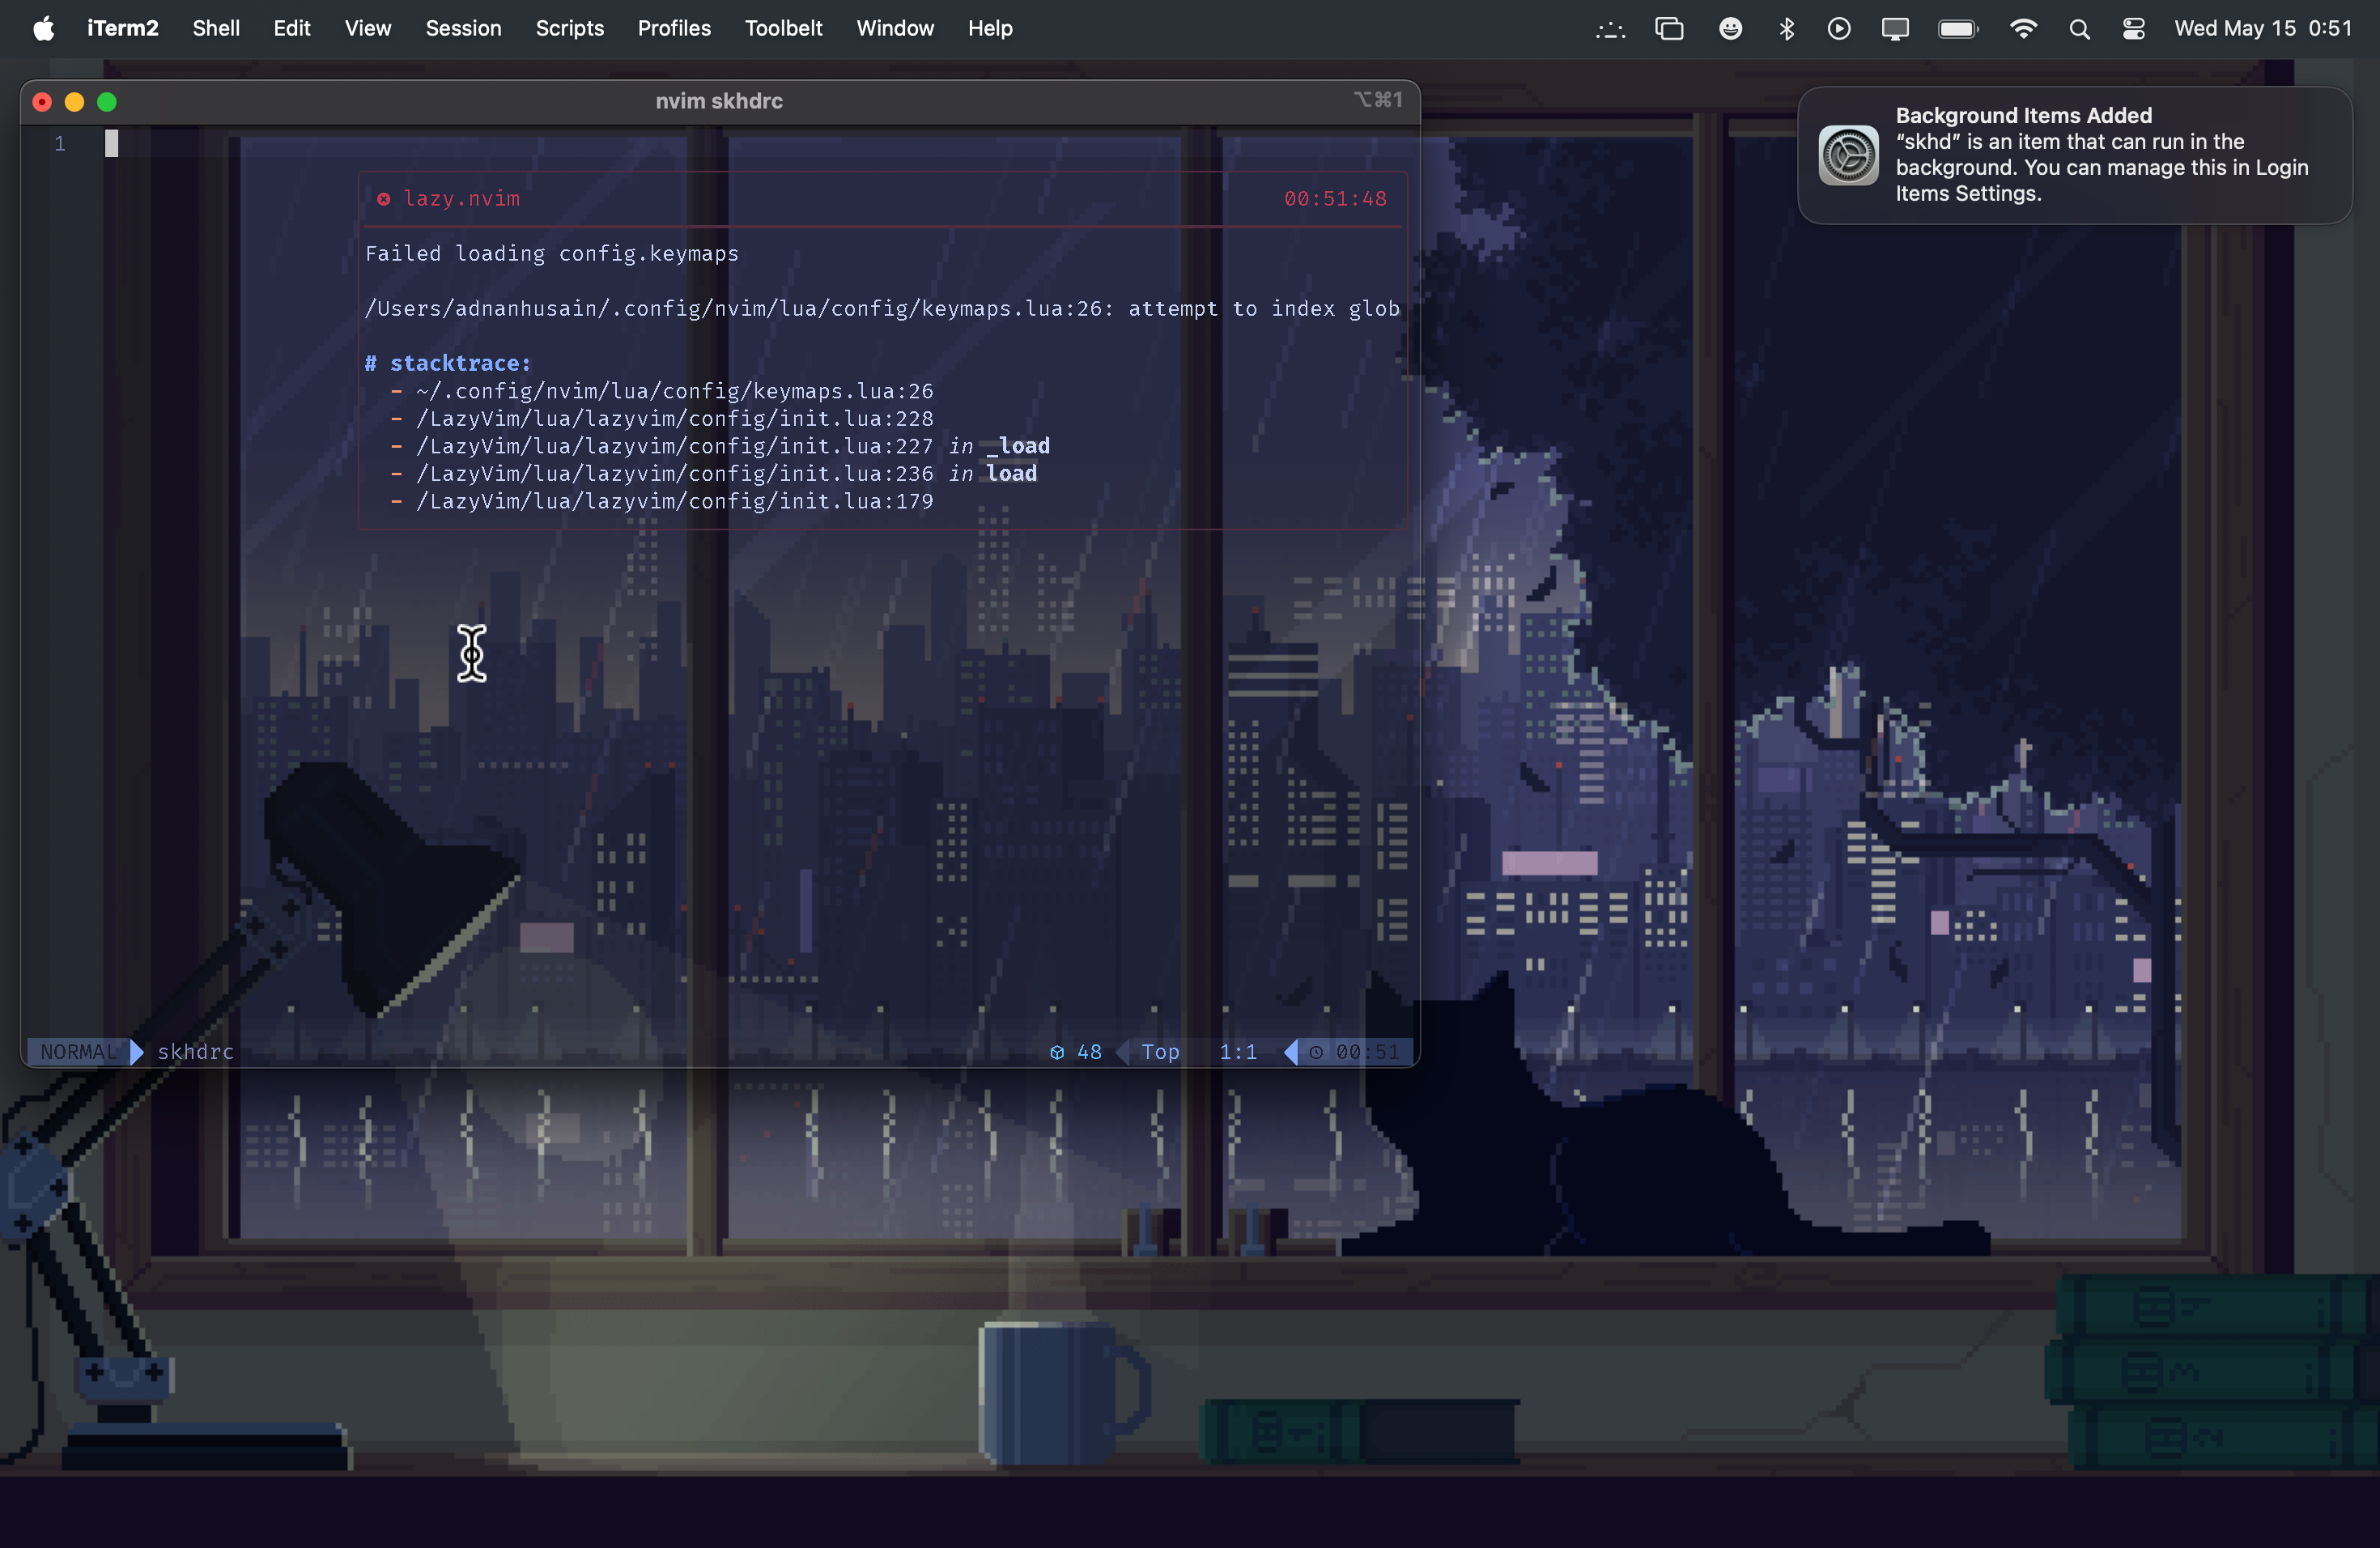 iTerm2 Shell Edit View Session Scripts Profiles Toolbelt Window Help Wed May 15 0:51
nvim skhdrc ⌥⌘1
Background Items Added
“skhd” is an item that can run in the
background. You can manage this in Login
Items Settings.
1
lazy.nvim 00:51:48
Failed loading config.keymaps
/Users/adnanhusain/.config/nvim/lua/config/keymaps.lua:26: attempt to index glob
# stacktrace:
- ~/.config/nvim/lua/config/keymaps.lua:26
- /LazyVim/lua/lazyvim/config/init.lua:228
- /LazyVim/lua/lazyvim/config/init.lua:227 in _load
- /LazyVim/lua/lazyvim/config/init.lua:236 in load
- /LazyVim/lua/lazyvim/config/init.lua:179
NORMAL skhdrc 48 Top 1:1 00:51